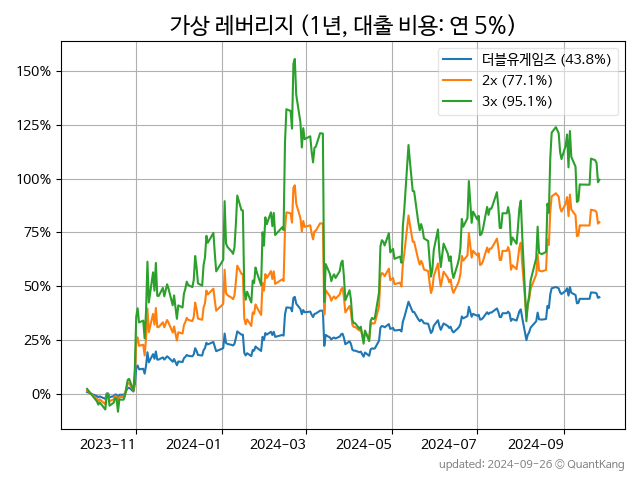 가상 레버리지 (1년, 대출 비용: 연 5%)
더블유게임즈 (43.8%)
2x (77.1%)
3x (95.1%)
150%
125%
100%
75%
50%
25%
0%
2023-11
2024-01
2024-03
2024-05
2024-07
2024-09
updated: 2024-09-26 © QuantKang